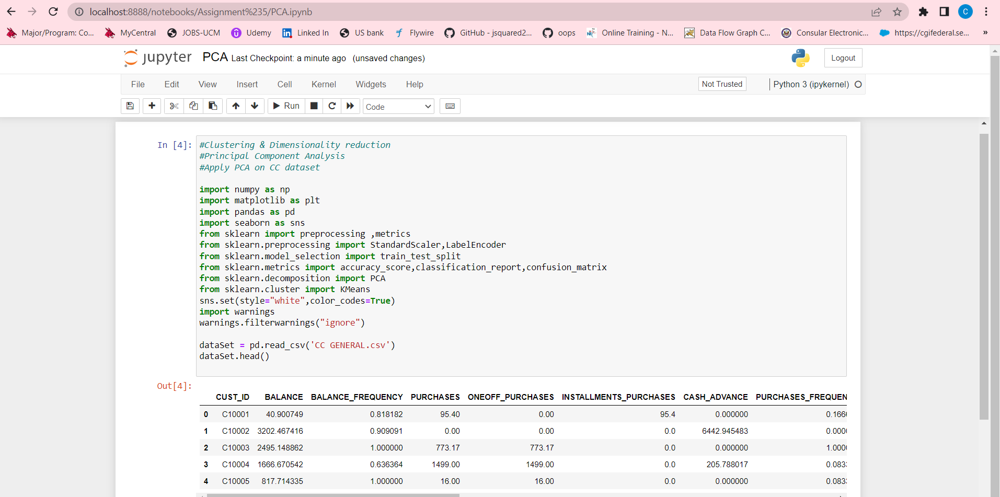 localhost:8888/notebooks/Assignment%235/PCA.ipynb
C
Major/Program: Co... MyCentral JOBS-UCM Udemy Linked In US bank Flywire GitHub - jsquared2... oops Online Training - N... Data Flow Graph C... Consular Electronic... https://cgifederal.se... »
jupyter PCA Last Checkpoint: a minute ago (unsaved changes) Logout
File Edit View Insert Cell Kernel Widgets Help Not Trusted Python 3 (ipykernel)
Run Code
In [4]: #Clustering & Dimensionality reduction
#Principal Component Analysis
#Apply PCA on CC dataset
import numpy as np
import matplotlib as plt
import pandas as pd
import seaborn as sns
from sklearn import preprocessing ,metrics
from sklearn.preprocessing import StandardScaler,LabelEncoder
from sklearn.model_selection import train_test_split
from sklearn.metrics import accuracy_score,classification_report,confusion_matrix
from sklearn.decomposition import PCA
from sklearn.cluster import KMeans
sns.set(style="white",color_codes=True)
import warnings
warnings.filterwarnings("ignore")
dataSet = pd.read_csv('CC GENERAL.csv')
dataSet.head()
Out[4]:
CUST_ID BALANCE BALANCE_FREQUENCY PURCHASES ONEOFF_PURCHASES INSTALLMENTS_PURCHASES CASH_ADVANCE PURCHASES_FREQUEN
0 C10001 40.900749 0.818182 95.40 0.00 95.4 0.000000 0.166
1 C10002 3202.467416 0.909091 0.00 0.00 0.0 6442.945483 0.000
2 C10003 2495.148862 1.000000 773.17 773.17 0.0 0.000000 1.000
3 C10004 1666.670542 0.636364 1499.00 1499.00 0.0 205.788017 0.083
4 C10005 817.714335 1.000000 16.00 16.00 0.0 0.000000 0.083